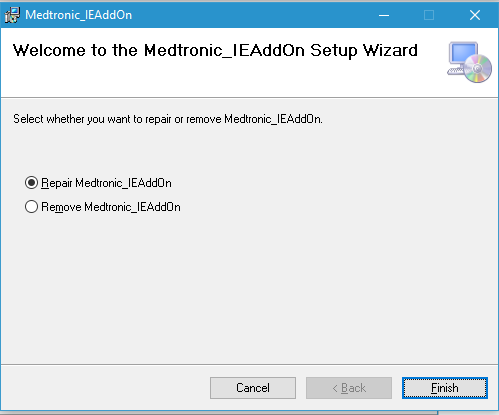 Medtronic_IEAddOn
Welcome to the Medtronic_IEAddOn Setup Wizard
Select whether you want to repair or remove Medtronic_IEAddOn.
Repair Medtronic_IEAddOn
Remove Medtronic_IEAddOn
Cancel
< Back
Finish